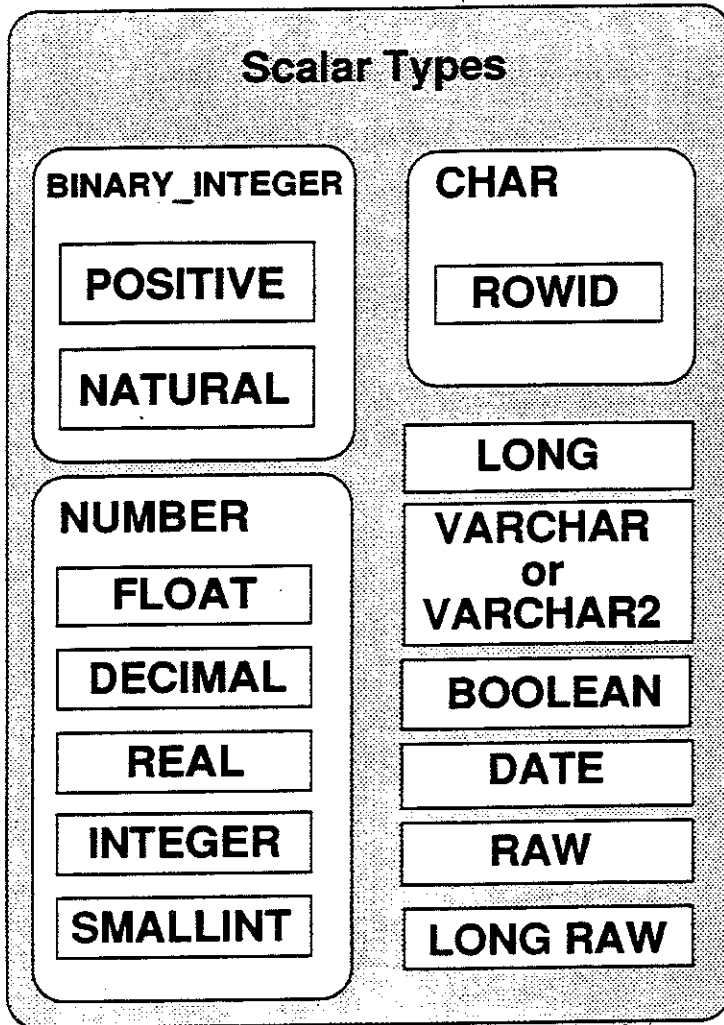 Scalar Types
BINARY_INTEGER
POSITIVE
NATURAL
NUMBER
FLOAT
DECIMAL
REAL
INTEGER
SMALLINT
CHAR
ROWID
LONG
VARCHAR
or
VARCHAR2
BOOLEAN
DATE
RAW
LONG RAW